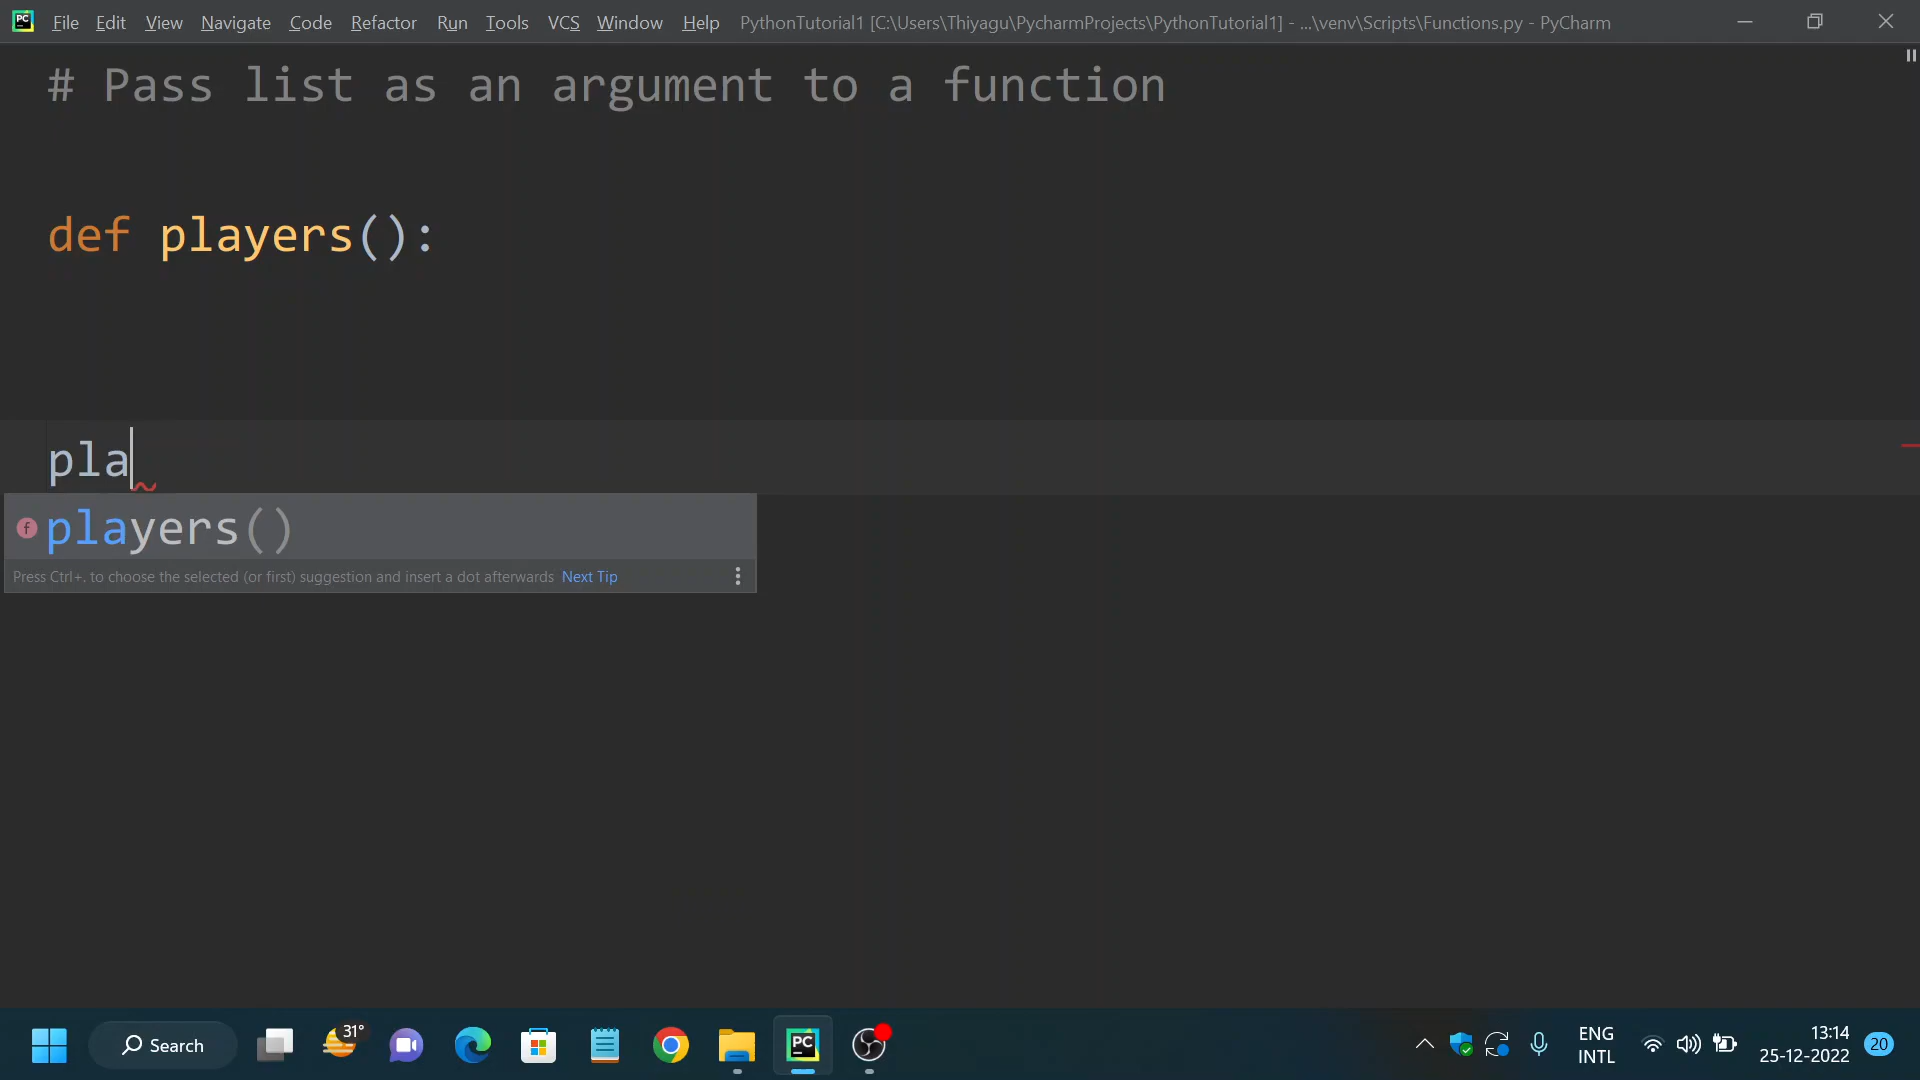 PC File Edit View Navigate Code Refactor Run Tools VCS Window Help PythonTutorial1 [C:\Users\Thiyagu\PycharmProjects\PythonTutorial1] - ...\venv\Scripts\Functions.py - PyCharm
# Pass list as an argument to a function
def players():
pla
f players()
Press Ctrl+. to choose the selected (or first) suggestion and insert a dot afterwards Next Tip
Search 31° PC ENG INTL 13:14 20
25-12-2022